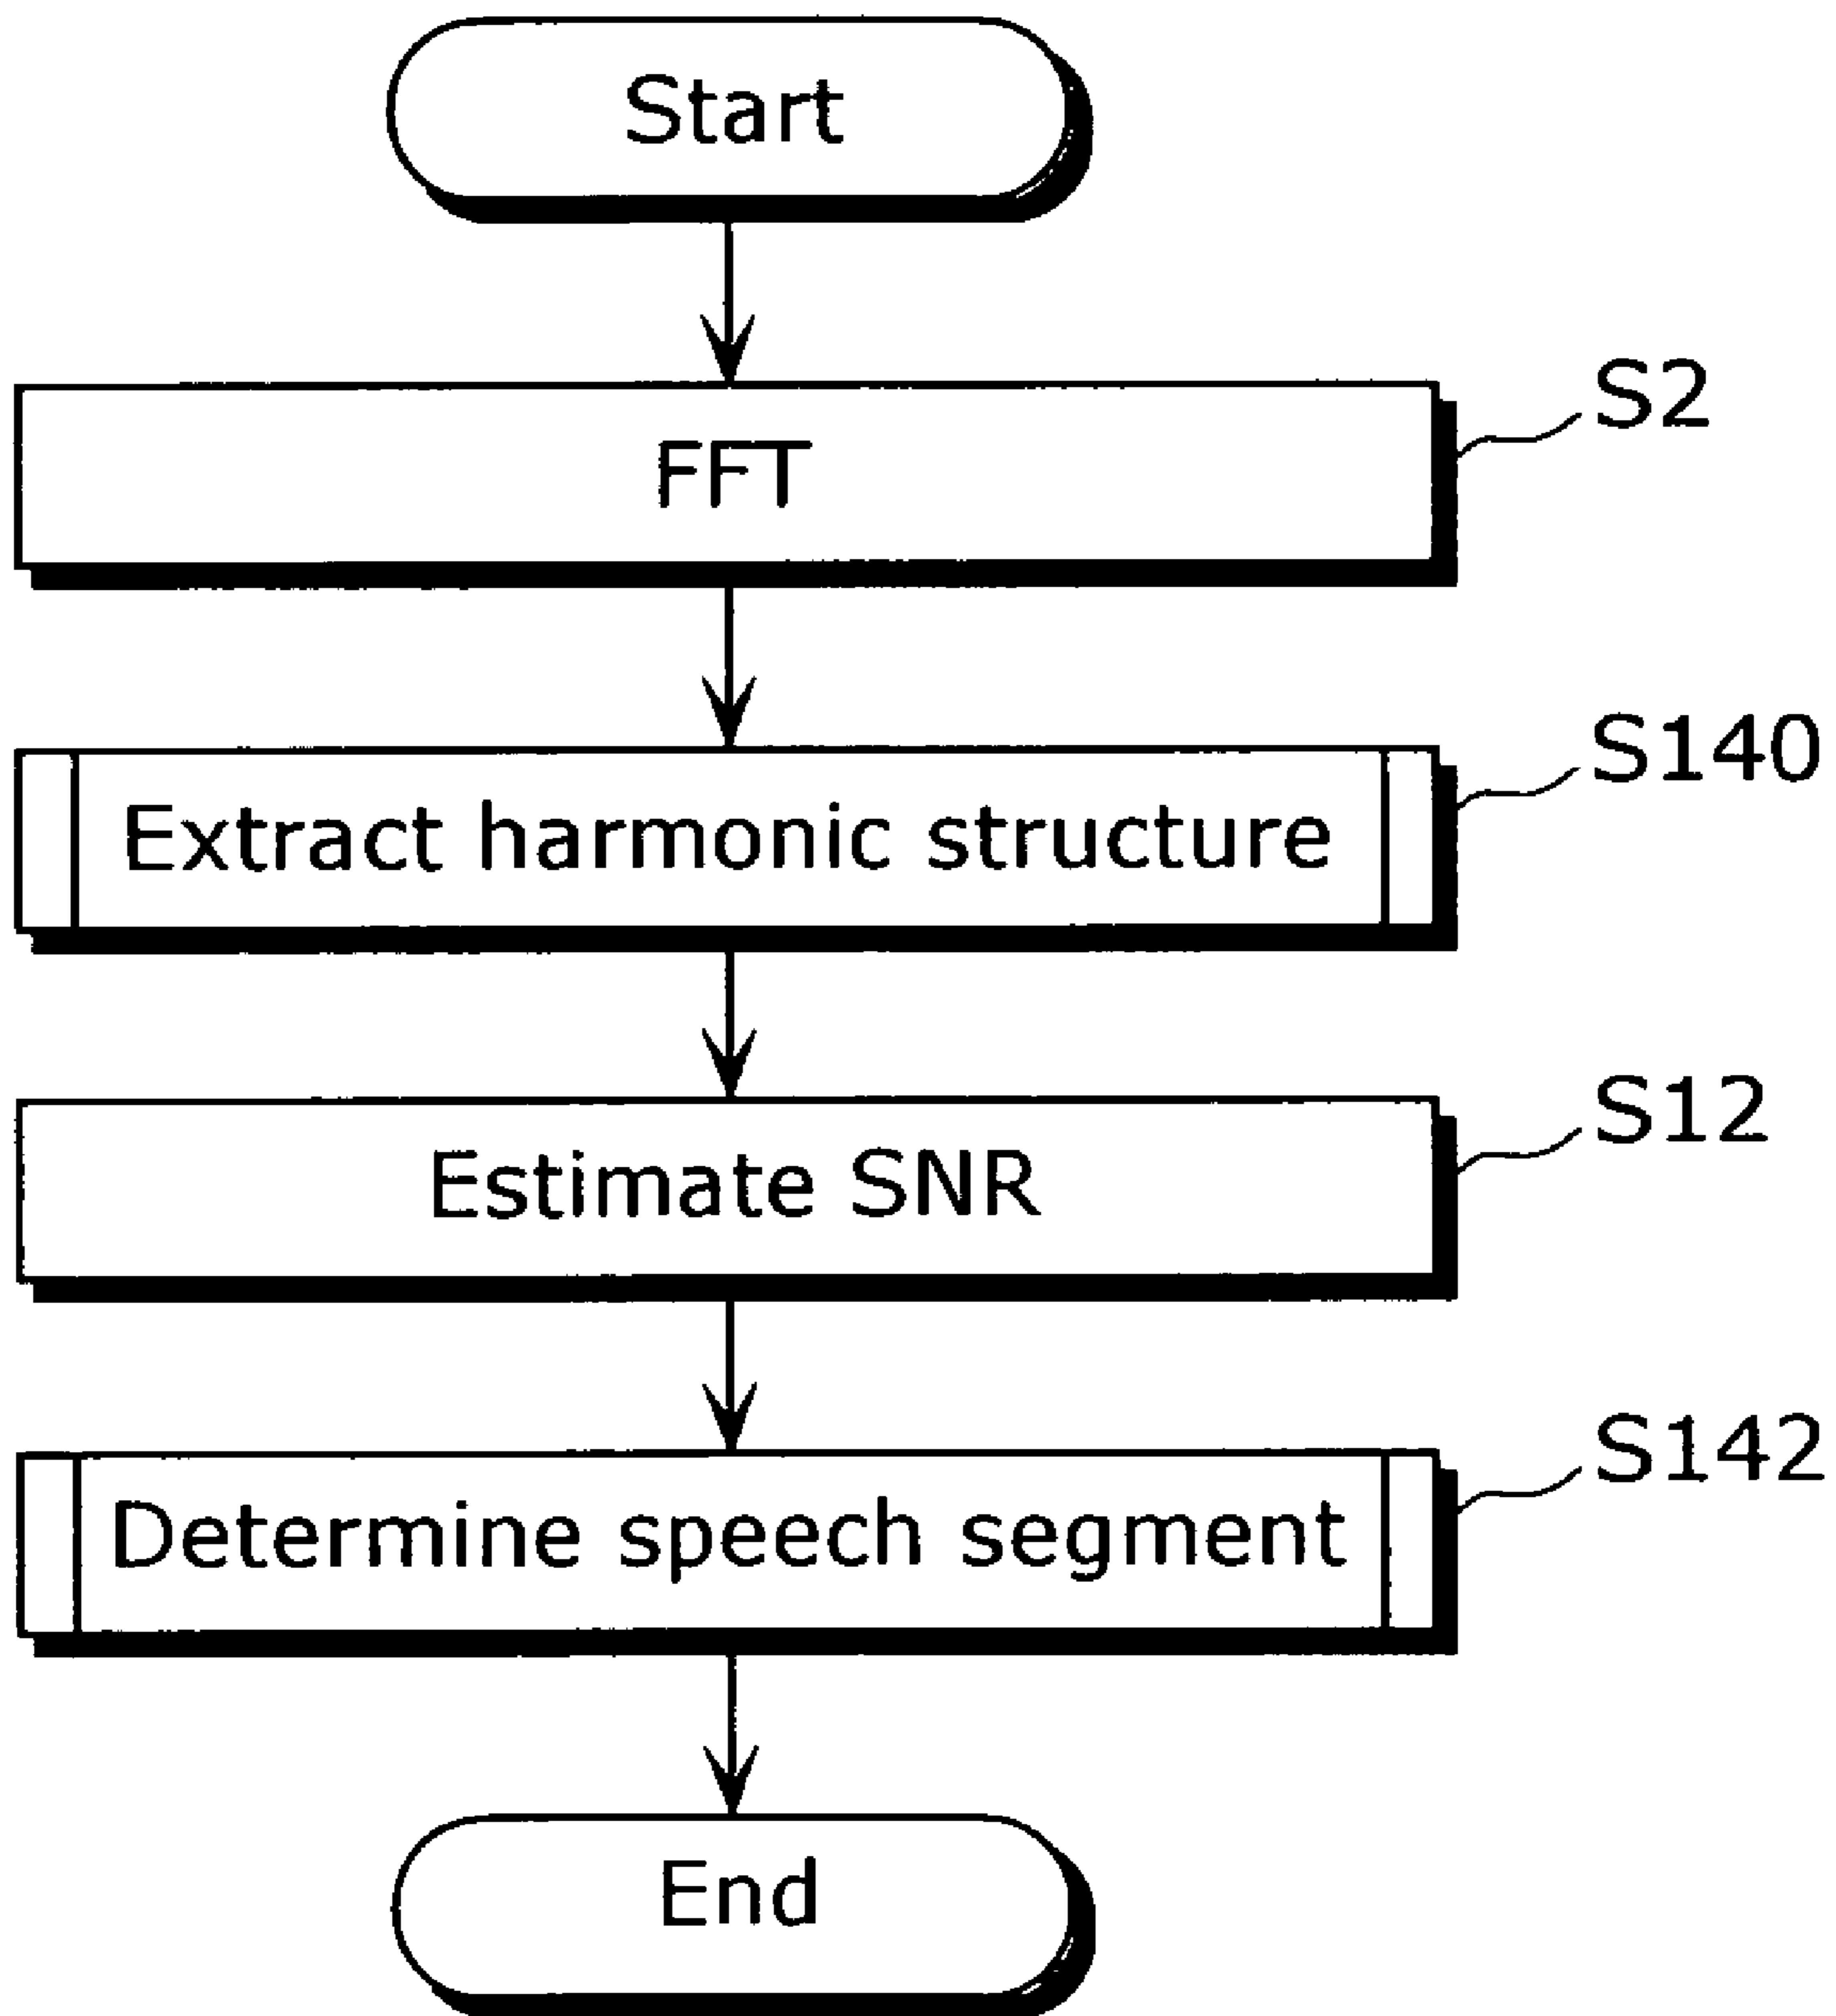 Start
FFT
S2
Extract harmonic structure
S140
Estimate SNR
S12
Determine speech segment
S142
End